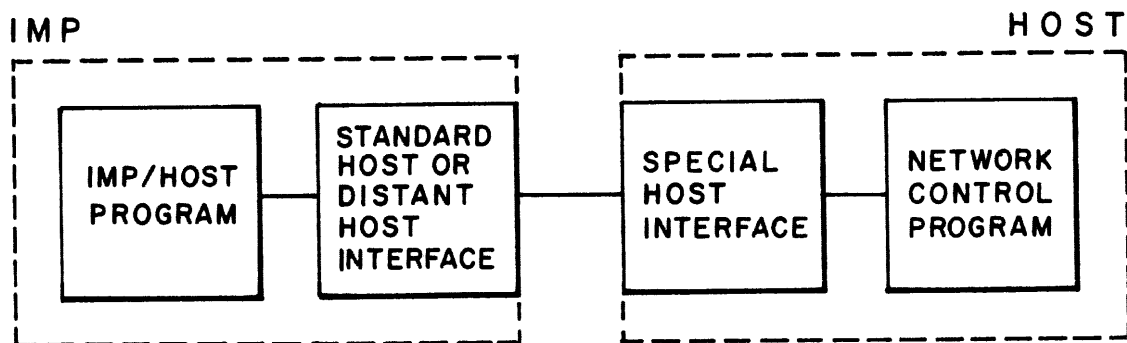 IMP
HOST
IMP/HOST
PROGRAM
STANDARD
HOST OR
DISTANT
HOST
INTERFACE
SPECIAL
HOST
INTERFACE
NETWORK
CONTROL
PROGRAM